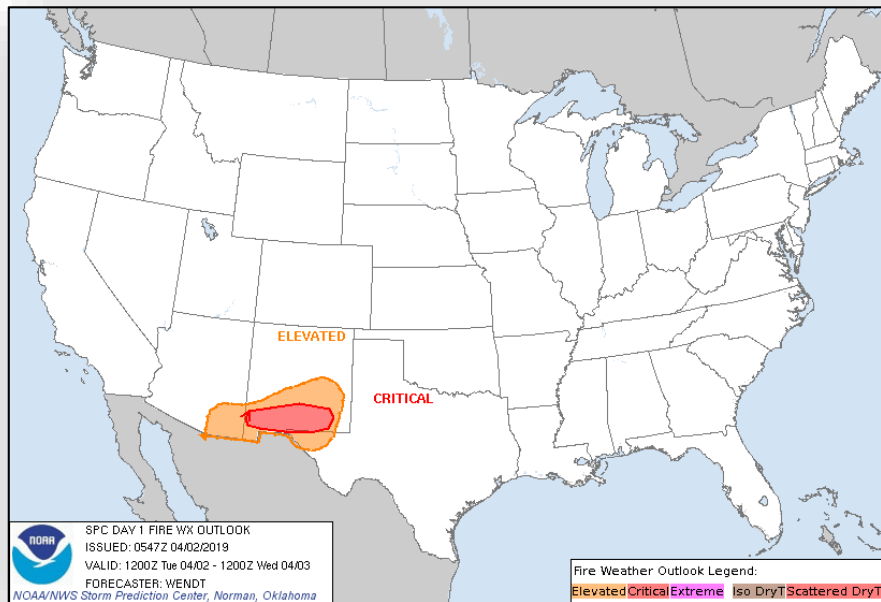 ELEVATED
CRITICAL
SPC DAY 1 FIRE WX OUTLOOK
ISSUED: 0547Z 04/02/2019
VALID: 1200Z Tue 04/02 - 1200Z Wed 04/03
FORECASTER: WENDT
NOAA/NWS Storm Prediction Center, Norman, Oklahoma
NOAA
Fire Weather Outlook Legend:
Elevated Critical Extreme Iso DryT Scattered DryT